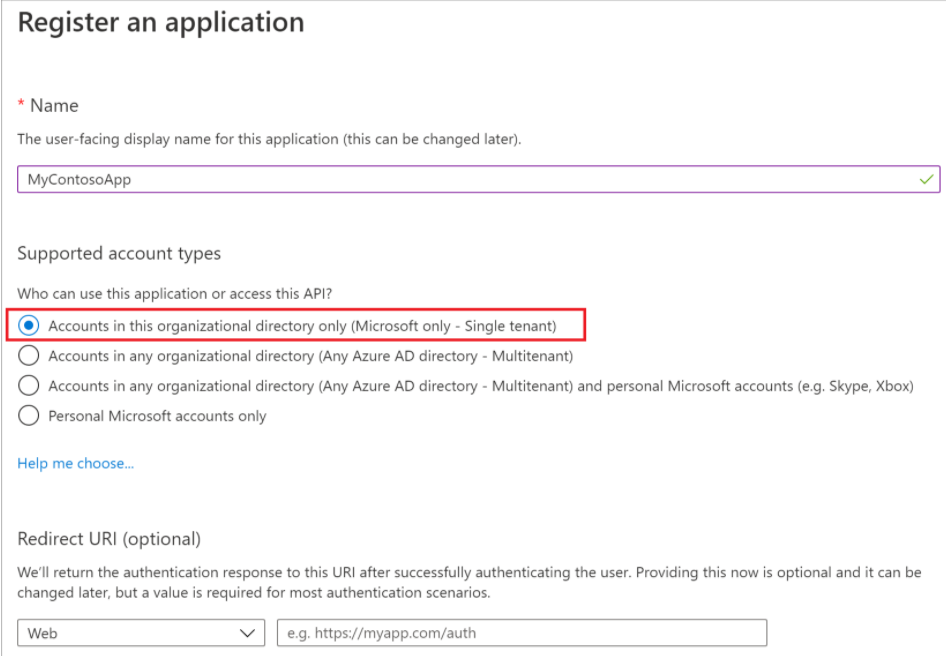 Register an application
* Name
The user-facing display name for this application (this can be changed later).
MyContosoApp
Supported account types
Who can use this application or access this API?
Accounts in this organizational directory only (Microsoft only - Single tenant)
Accounts in any organizational directory (Any Azure AD directory - Multitenant)
Accounts in any organizational directory (Any Azure AD directory - Multitenant) and personal Microsoft accounts (e.g. Skype, Xbox)
Personal Microsoft accounts only
Help me choose...
Redirect URI (optional)
We'll return the authentication response to this URI after successfully authenticating the user. Providing this now is optional and it can be
changed later, but a value is required for most authentication scenarios.
Web e.g. https://myapp.com/auth